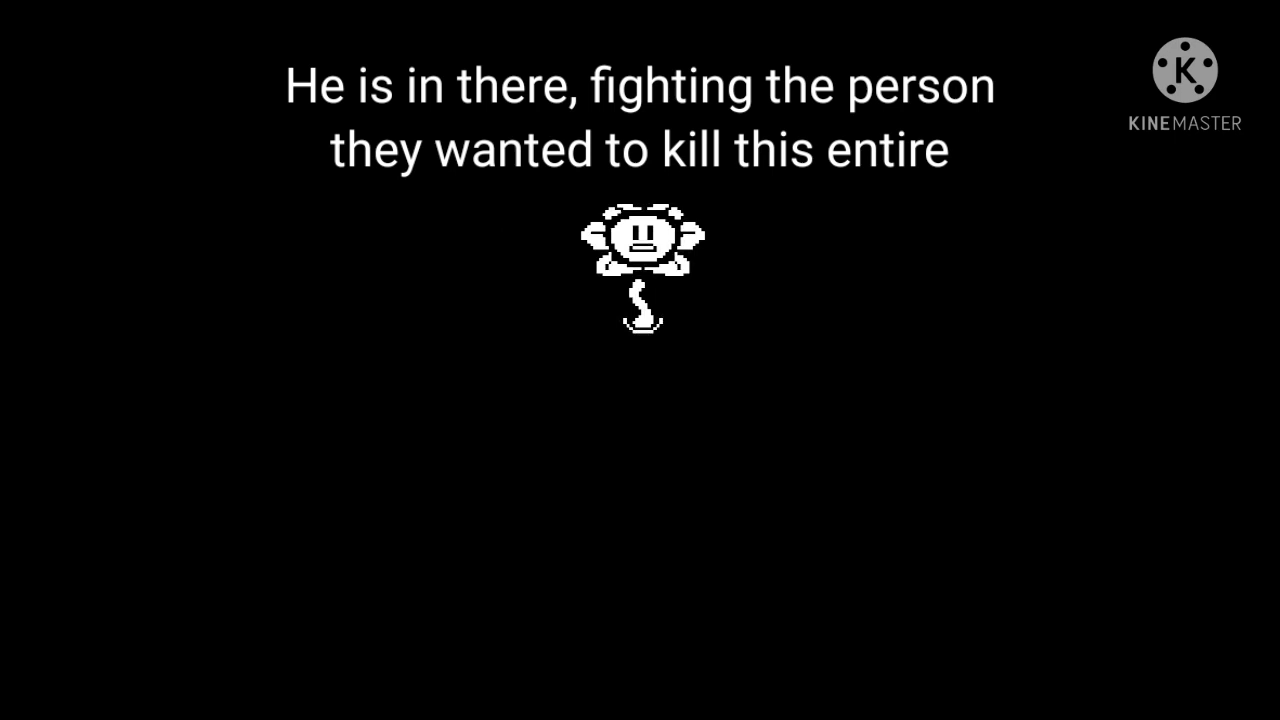 He is in there, fighting the person
they wanted to kill this entire
K
KINEMASTER